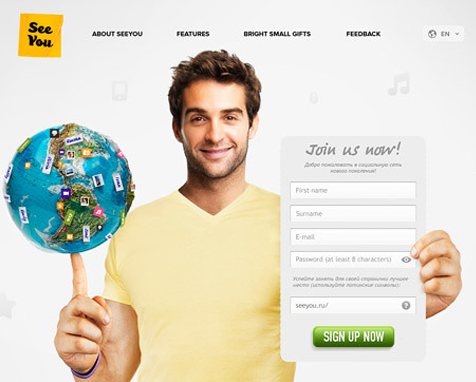 See
You
ABOUT SEEYOU
FEATURES
BRIGHT SMALL GIFTS
FEEDBACK
EN
Join us now!
Добро пожаловать в социальную сеть
нового поколения!
First name
Surname
E-mail
Password (at least 8 characters)
Успейте занять для своей странички лучшее
место (используйте латинские символы):
seeyou.ru/
?
SIGN UP NOW